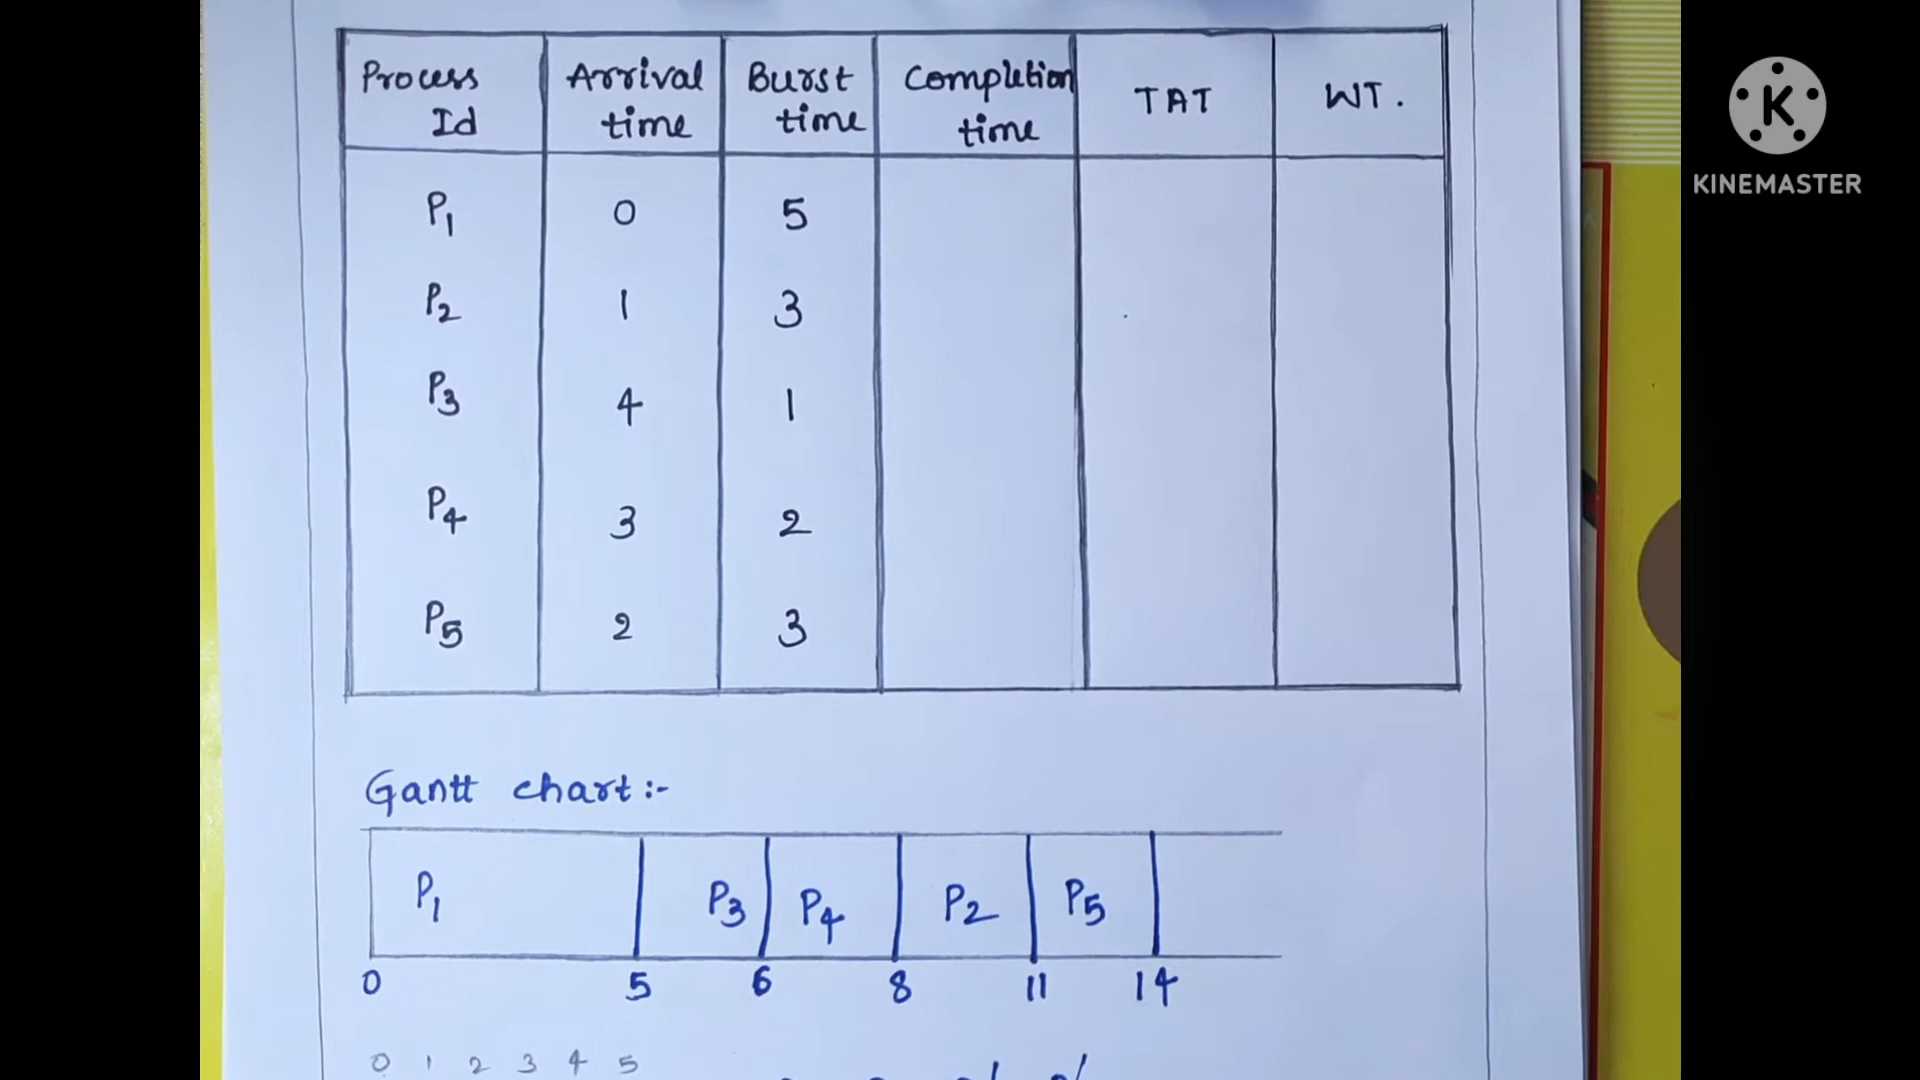 Process Id
Arrival time
Burst time
Completion time
TAT
WT.
P1 0 5
P2 1 3
P3 4 1
P4 3 2
P5 2 3
Gantt chart:-
P1 P3 P4 P2 P5
0 5 6 8 11 14
0 1 2 3 4 5
K
KINEMASTER